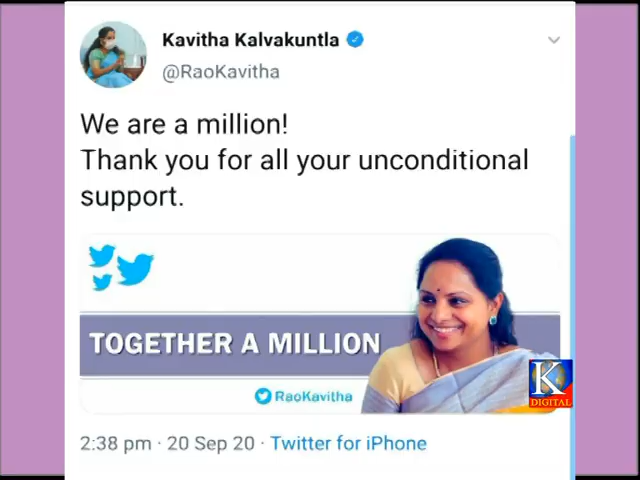 Kavitha Kalvakuntla
@RaoKavitha
We are a million!
Thank you for all your unconditional
support.
TOGETHER A MILLION
RaoKavitha
K
DIGITAL
2:38 pm · 20 Sep 20 · Twitter for iPhone